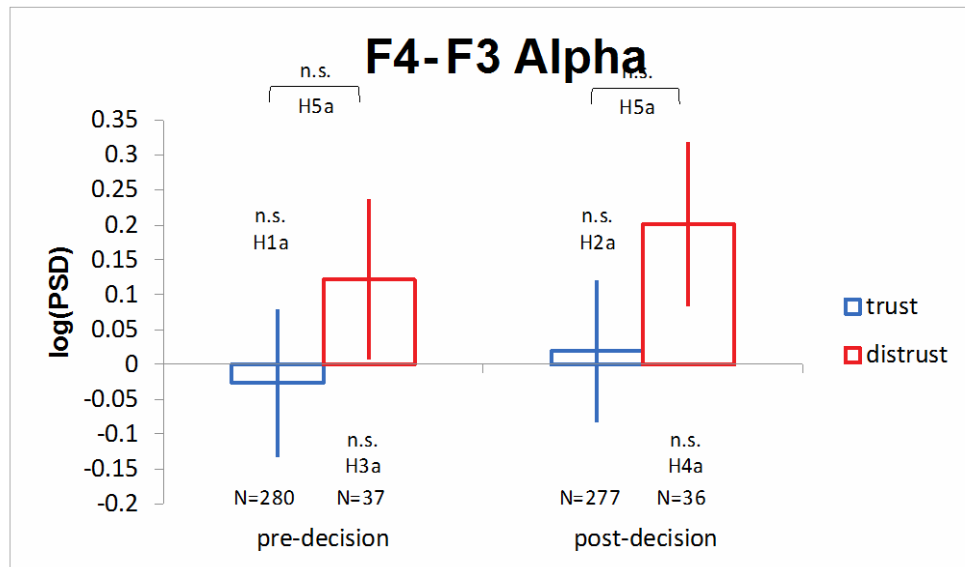 F4-F3 Alpha
n.s.
H5a
n.s.
H5a
log(PSD)
0.35
0.3
0.25
0.2
0.15
0.1
0.05
0
-0.05
-0.1
-0.15
-0.2
n.s.
H1a
n.s.
H2a
n.s.
H3a
n.s.
H4a
N=280
N=37
N=277
N=36
pre-decision
post-decision
trust
distrust